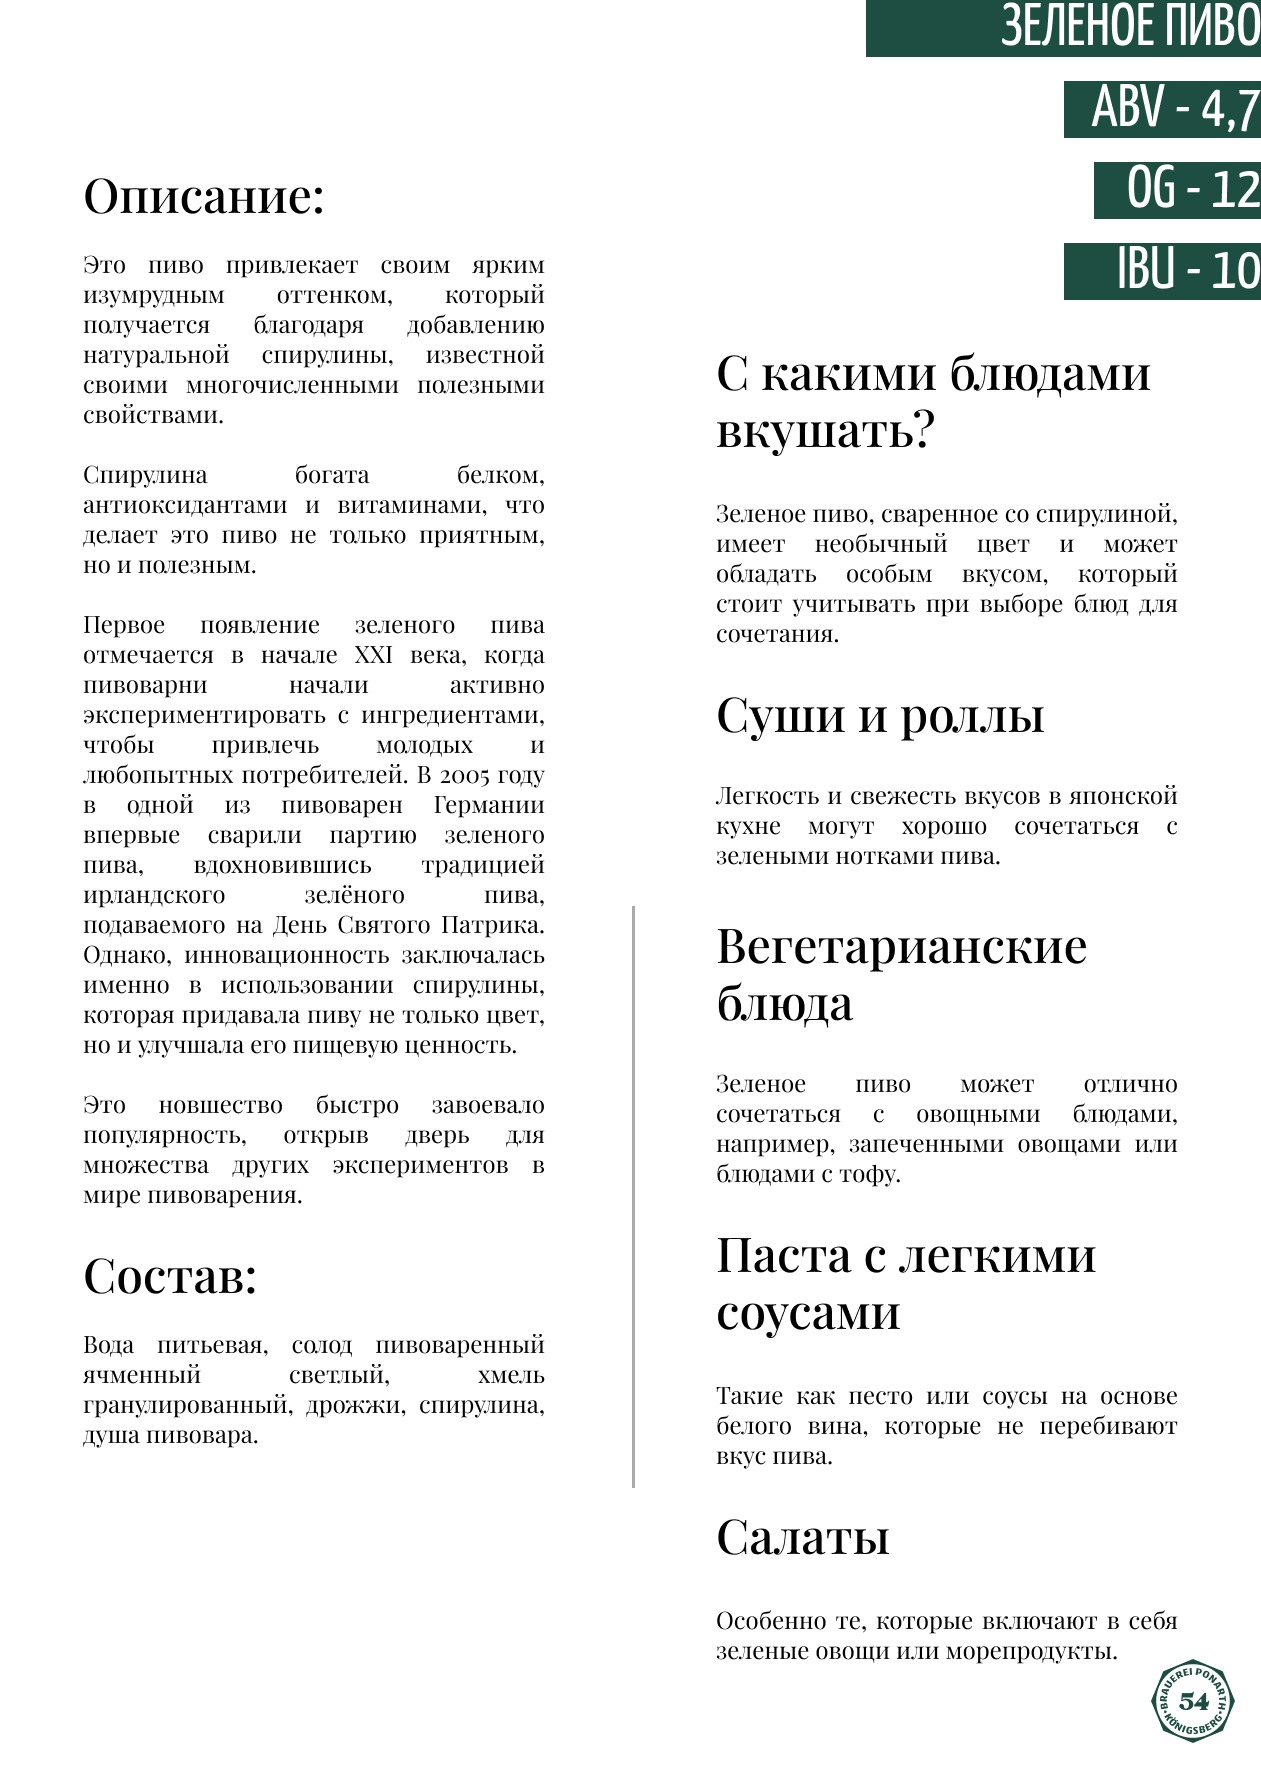 ЗЕЛЕНОЕ ПИВО
ABV - 4,7
OG - 12
IBU - 10
Описание:
Это пиво привлекает своим ярким
изумрудным оттенком, который
получается благодаря добавлению
натуральной спирулины, известной
своими многочисленными полезными
свойствами.
Спирулина богата белком,
антиоксидантами и витаминами, что
делает это пиво не только приятным,
но и полезным.
Первое появление зеленого пива
отмечается в начале XXI века, когда
пивоварни начали активно
экспериментировать с ингредиентами,
чтобы привлечь молодых и
любопытных потребителей. В 2005 году
в одной из пивоварен Германии
впервые сварили партию зеленого
пива, вдохновившись традицией
ирландского зелёного пива,
подаваемого на День Святого Патрика.
Однако, инновационность заключалась
именно в использовании спирулины,
которая придавала пиву не только цвет,
но и улучшала его пищевую ценность.
Это новшество быстро завоевало
популярность, открыв дверь для
множества других экспериментов в
мире пивоварения.
Состав:
Вода питьевая, солод пивоваренный
ячменный светлый, хмель
гранулированный, дрожжи, спирулина,
душа пивовара.
С какими блюдами
вкушать?
Зеленое пиво, сваренное со спирулиной,
имеет необычный цвет и может
обладать особым вкусом, который
стоит учитывать при выборе блюд для
сочетания.
Суши и роллы
Легкость и свежесть вкусов в японской
кухне могут хорошо сочетаться с
зелеными нотками пива.
Вегетарианские
блюда
Зеленое пиво может отлично
сочетаться с овощными блюдами,
например, запеченными овощами или
блюдами с тофу.
Паста с легкими
соусами
Такие как песто или соусы на основе
белого вина, которые не перебивают
вкус пива.
Салаты
Особенно те, которые включают в себя
зеленые овощи или морепродукты.
BRAUEREI PONARTH
54
KÖNIGSBERG